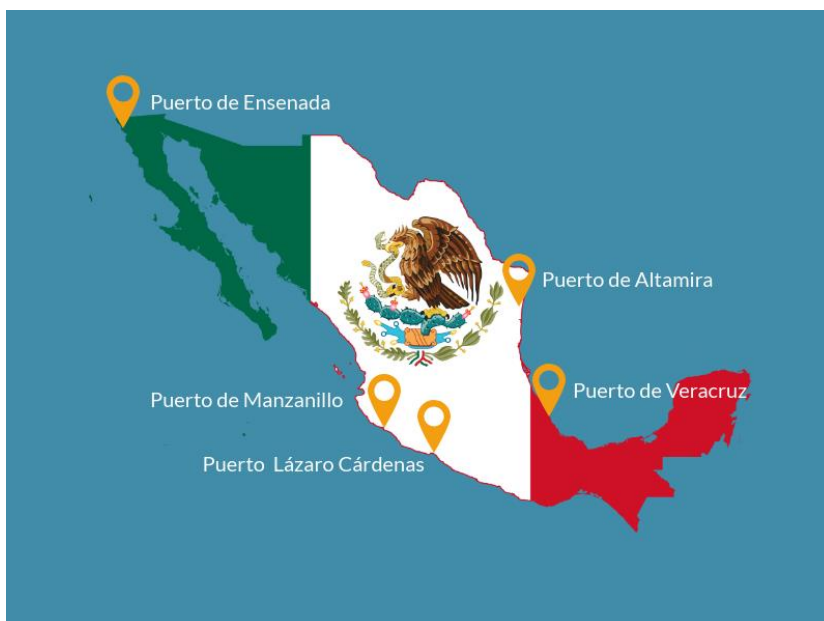 Puerto de Ensenada
Puerto de Altamira
Puerto de Veracruz
Puerto de Manzanillo
Puerto Lázaro Cárdenas